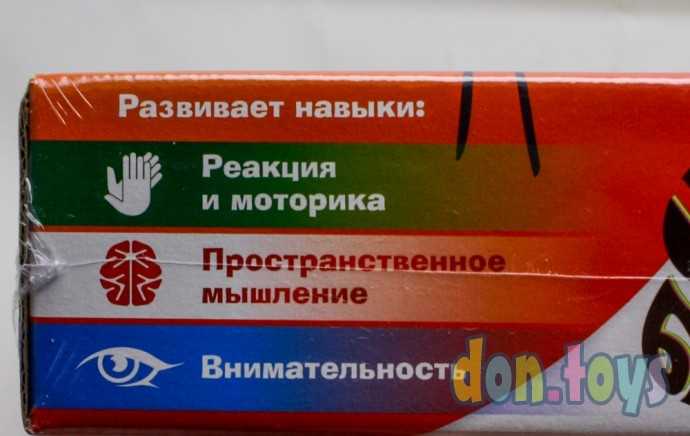 Развивает навыки:
Реакция
и моторика
Пространственное
мышление
Внимательность
don.toys